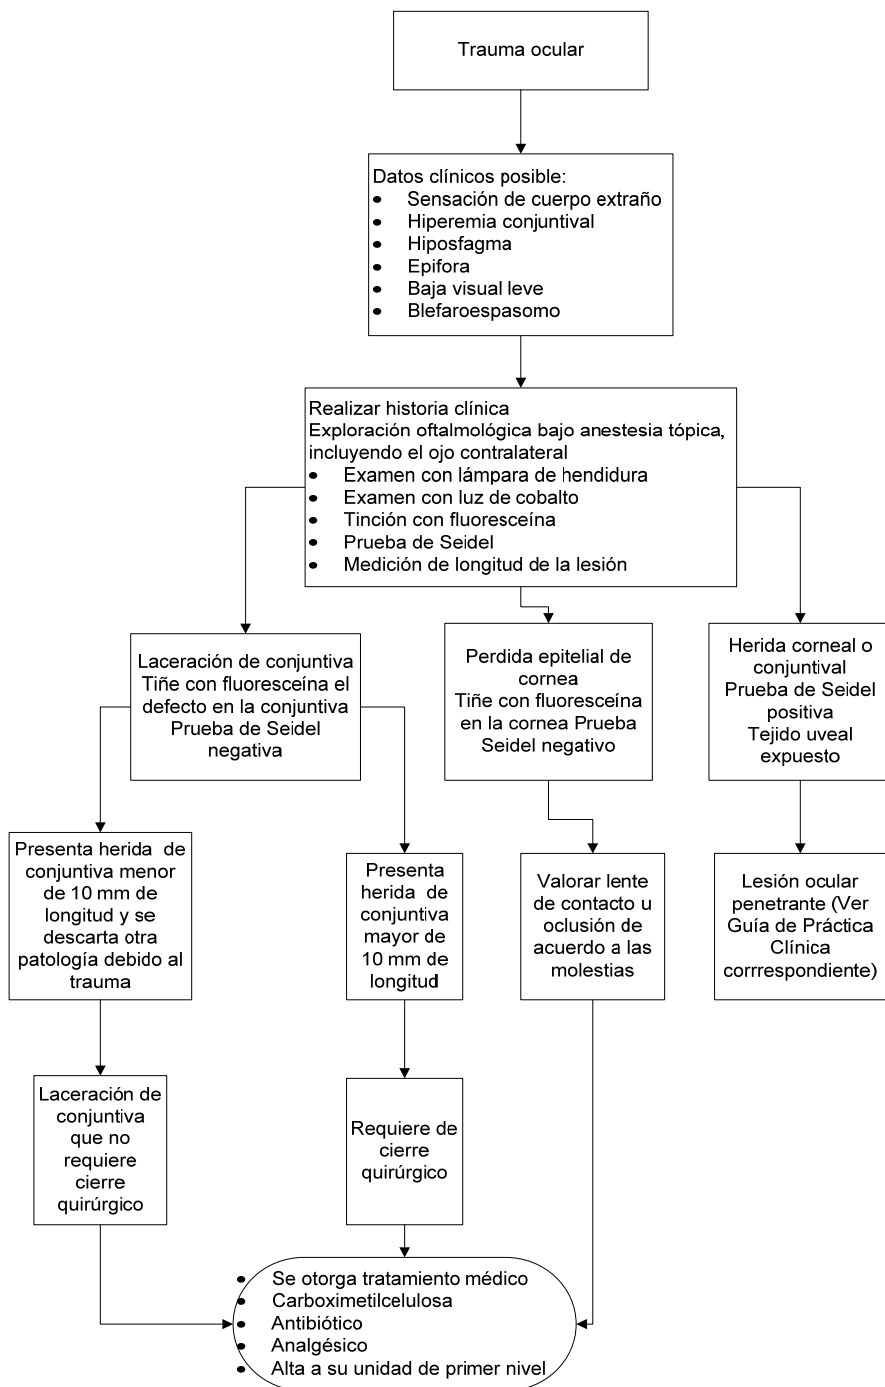 Trauma ocular
Datos clínicos posible:
• Sensación de cuerpo extraño
• Hiperemia conjuntival
• Hiposfagma
• Epifora
• Baja visual leve
• Blefaroespasomo
Realizar historia clínica
Exploración oftalmológica bajo anestesia tópica,
incluyendo el ojo contralateral
• Examen con lámpara de hendidura
• Examen con luz de cobalto
• Tinción con fluoresceína
• Prueba de Seidel
• Medición de longitud de la lesión
Laceración de conjuntiva
Tiñe con fluoresceína el
defecto en la conjuntiva
Prueba de Seidel
negativa
Perdida epitelial de
cornea
Tiñe con fluoresceína
en la cornea Prueba
Seidel negativo
Herida corneal o
conjuntival
Prueba de Seidel
positiva
Tejido uveal
expuesto
Presenta herida de
conjuntiva menor
de 10 mm de
longitud y se
descarta otra
patología debido al
trauma
Presenta
herida de
conjuntiva
mayor de
10 mm de
longitud
Valorar lente
de contacto u
oclusión de
acuerdo a las
molestias
Lesión ocular
penetrante (Ver
Guía de Práctica
Clínica
corrrespondiente)
Laceración de
conjuntiva
que no
requiere
cierre
quirúrgico
Requiere de
cierre
quirúrgico
• Se otorga tratamiento médico
• Carboximetilcelulosa
• Antibiótico
• Analgésico
• Alta a su unidad de primer nivel